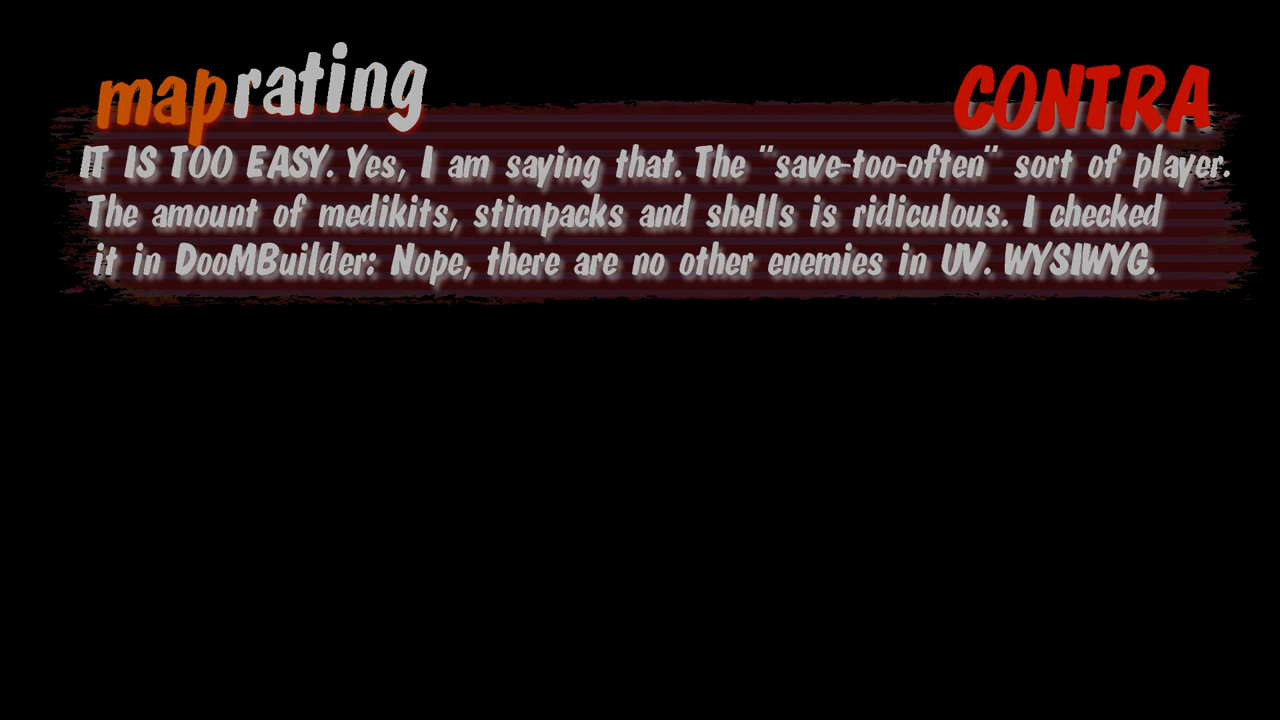 maprating CONTRA
IT IS TOO EASY. Yes, I am saying that. The "save-too-often" sort of player.
The amount of medikits, stimpacks and shells is ridiculous. I checked
it in DooMBuilder: Nope, there are no other enemies in UV. WYSIWYG.